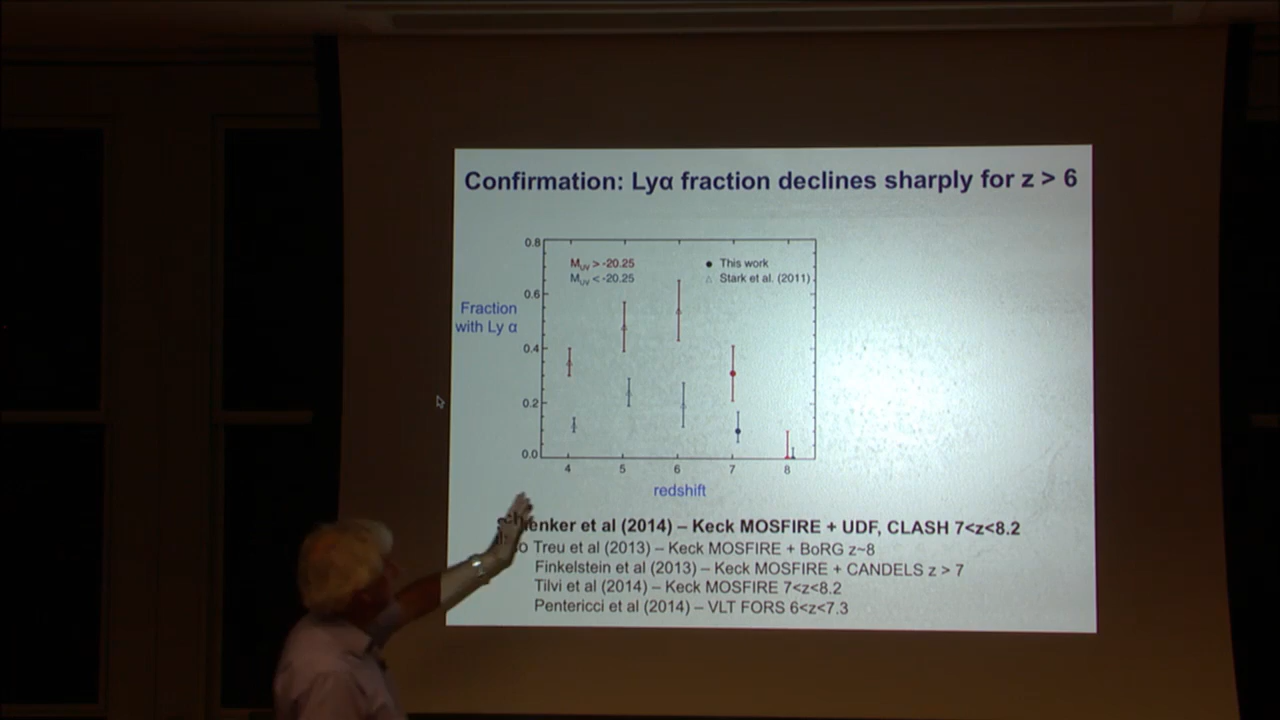 Confirmation: Lyα fraction declines sharply for z > 6
0.8
M_UV > -20.25
This work
M_UV < -20.25
Stark et al. (2011)
0.6
Fraction
with Ly α
0.4
0.2
0.0
4 5 6 7 8
redshift
et al (2014) – Keck MOSFIRE + UDF, CLASH 7<z<8.2
Treu et al (2013) – Keck MOSFIRE + BoRG z~8
Finkelstein et al (2013) – Keck MOSFIRE + CANDELS z > 7
Tilvi et al (2014) – Keck MOSFIRE 7<z<8.2
Pentericci et al (2014) – VLT FORS 6<z<7.3